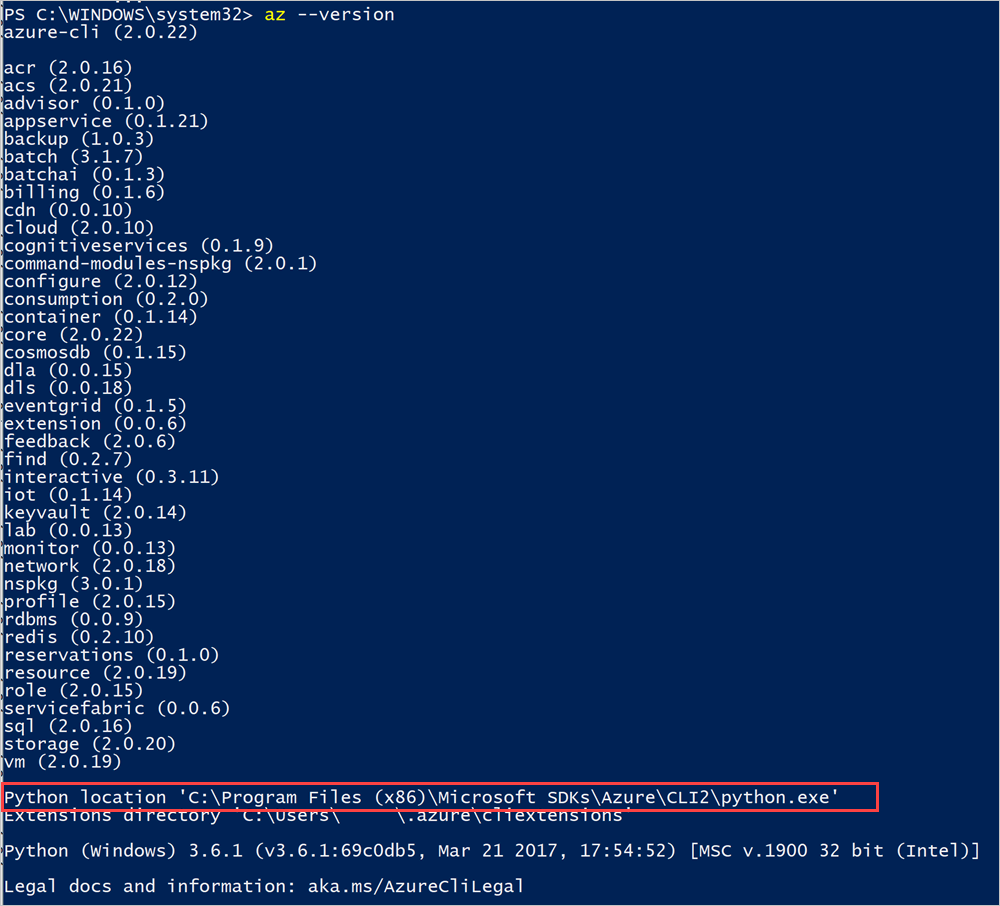 PS C:\WINDOWS\system32> az --version
azure-cli (2.0.22)
acr (2.0.16)
acs (2.0.21)
advisor (0.1.0)
appservice (0.1.21)
backup (1.0.3)
batch (3.1.7)
batchai (0.1.3)
billing (0.1.6)
cdn (0.0.10)
cloud (2.0.10)
cognitiveservices (0.1.9)
command-modules-nspkg (2.0.1)
configure (2.0.12)
consumption (0.2.0)
container (0.1.14)
core (2.0.22)
cosmosdb (0.1.15)
dla (0.0.15)
dls (0.0.18)
eventgrid (0.1.5)
extension (0.0.6)
feedback (2.0.6)
find (0.2.7)
interactive (0.3.11)
iot (0.1.14)
keyvault (2.0.14)
lab (0.0.13)
monitor (0.0.13)
network (2.0.18)
nspkg (3.0.1)
profile (2.0.15)
rdbms (0.0.9)
redis (0.2.10)
reservations (0.1.0)
resource (2.0.19)
role (2.0.15)
servicefabric (0.0.6)
sql (2.0.16)
storage (2.0.20)
vm (2.0.19)
Python location 'C:\Program Files (x86)\Microsoft SDKs\Azure\CLI2\python.exe'
Extensions directory 'C:\Users\     \.azure\cliextensions'
Python (Windows) 3.6.1 (v3.6.1:69c0db5, Mar 21 2017, 17:54:52) [MSC v.1900 32 bit (Intel)]
Legal docs and information: aka.ms/AzureCliLegal